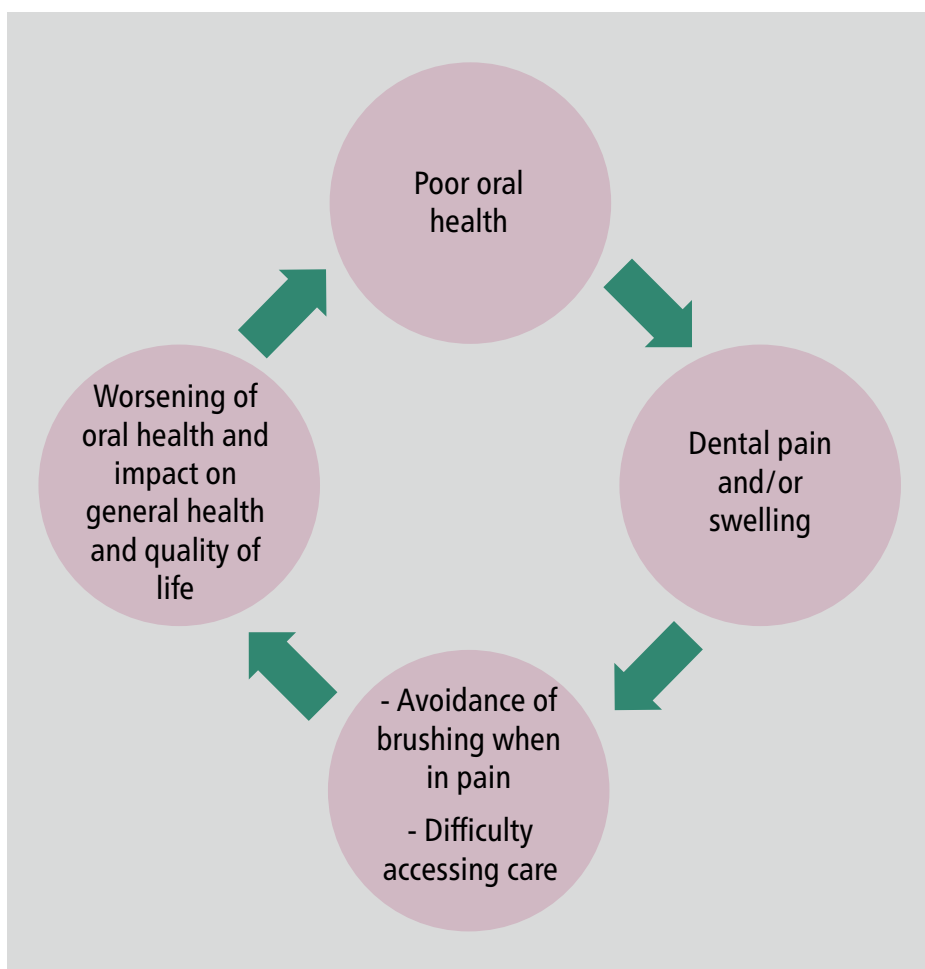 Poor oral
health
Dental pain
and/or
swelling
- Avoidance of
brushing when
in pain
- Difficulty
accessing care
Worsening of
oral health and
impact on
general health
and quality of
life